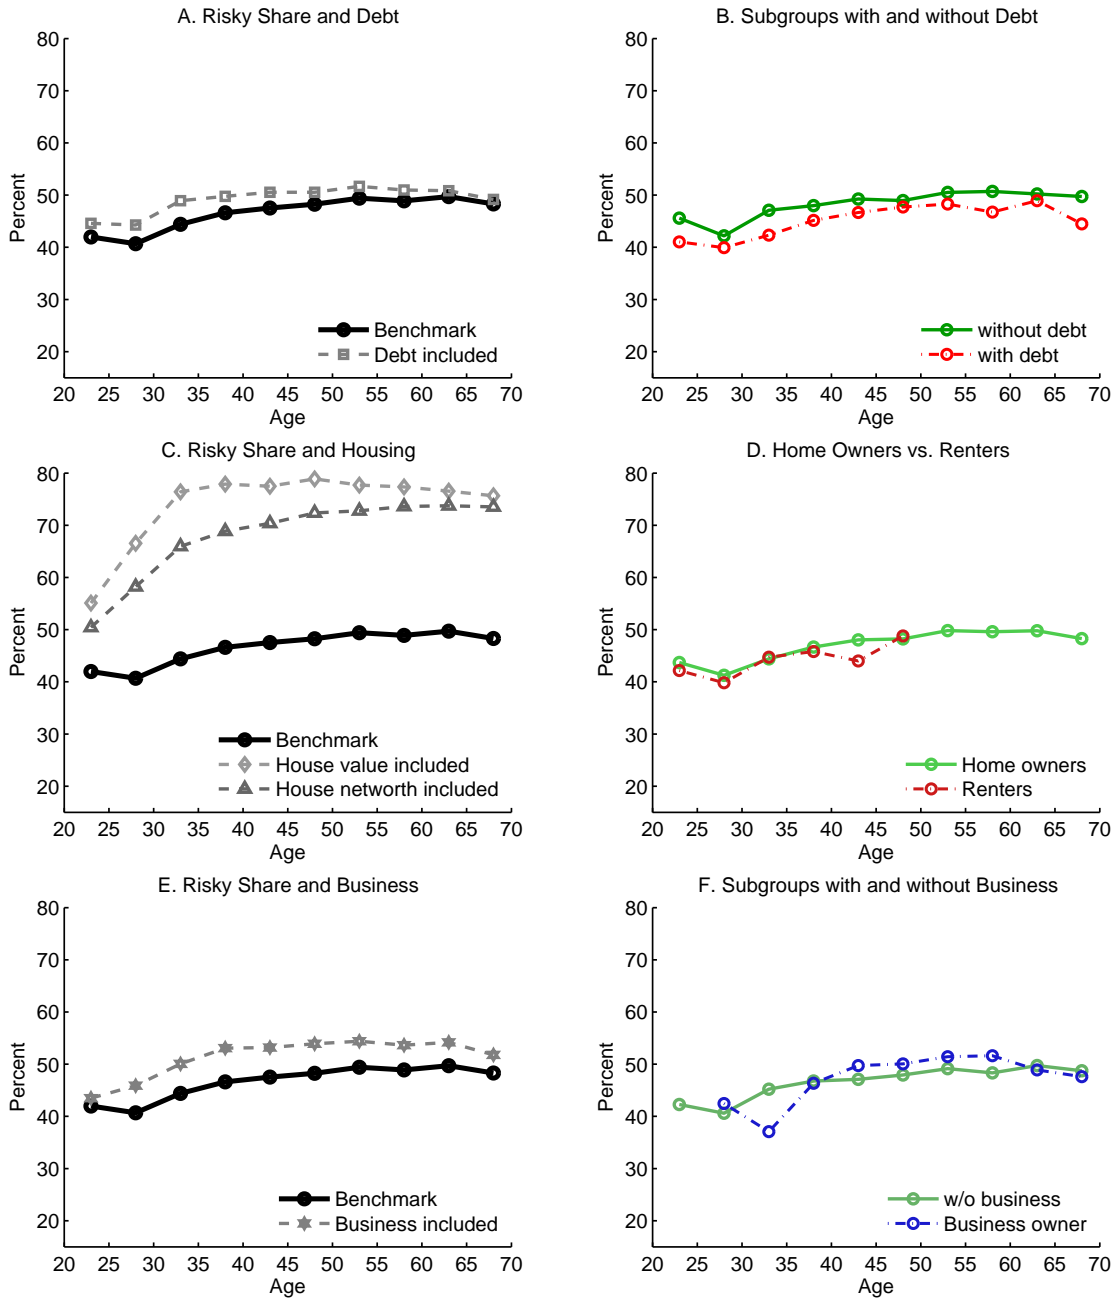 A. Risky Share and Debt
80
70
60
50
40
30
20
Percent
Benchmark
Debt included
20 25 30 35 40 45 50 55 60 65 70
Age
B. Subgroups with and without Debt
80
70
60
50
40
30
20
Percent
without debt
with debt
20 25 30 35 40 45 50 55 60 65 70
Age
C. Risky Share and Housing
80
70
60
50
40
30
20
Percent
Benchmark
House value included
House networth included
20 25 30 35 40 45 50 55 60 65 70
Age
D. Home Owners vs. Renters
80
70
60
50
40
30
20
Percent
Home owners
Renters
20 25 30 35 40 45 50 55 60 65 70
Age
E. Risky Share and Business
80
70
60
50
40
30
20
Percent
Benchmark
Business included
20 25 30 35 40 45 50 55 60 65 70
Age
F. Subgroups with and without Business
80
70
60
50
40
30
20
Percent
w/o business
Business owner
20 25 30 35 40 45 50 55 60 65 70
Age